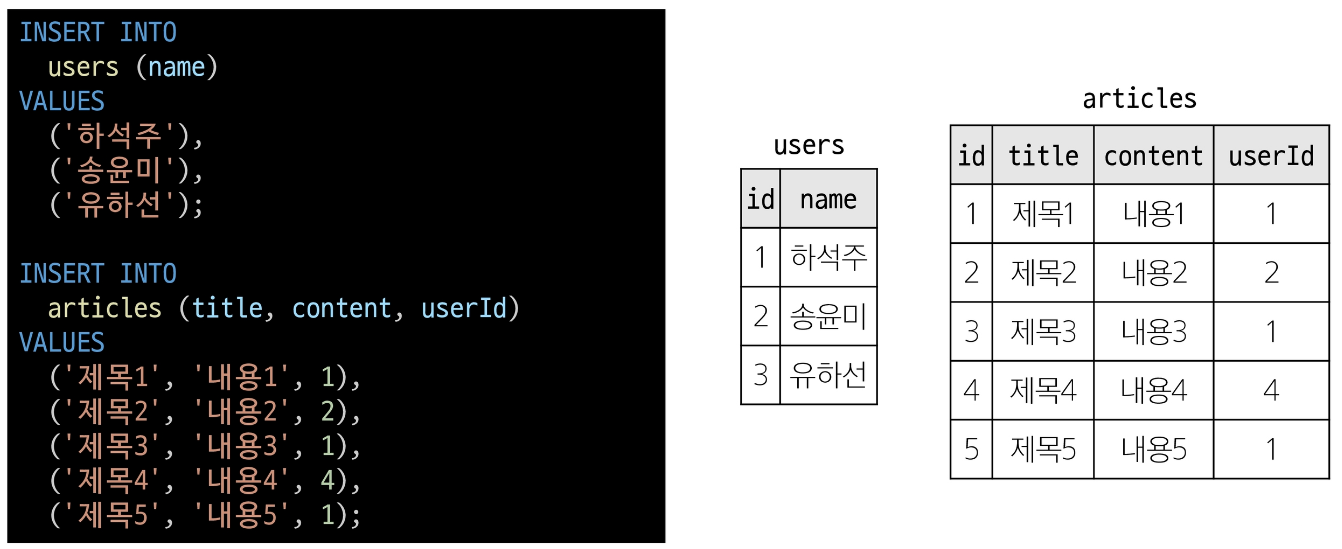 INSERT INTO
users (name)
VALUES
('하석주'),
('송윤미'),
('유하선');
INSERT INTO
articles (title, content, userId)
VALUES
('제목1', '내용1', 1),
('제목2', '내용2', 2),
('제목3', '내용3', 1),
('제목4', '내용4', 4),
('제목5', '내용5', 1);
users
id name
1 하석주
2 송윤미
3 유하선
articles
id title content userId
1 제목1 내용1 1
2 제목2 내용2 2
3 제목3 내용3 1
4 제목4 내용4 4
5 제목5 내용5 1